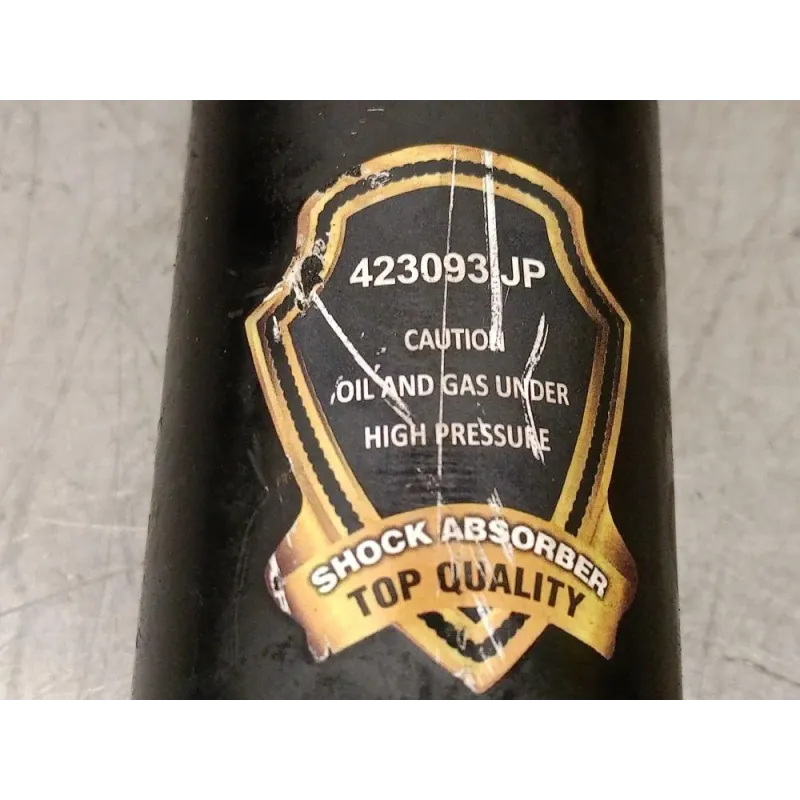 423093 JP
CAUTION
OIL AND GAS UNDER
HIGH PRESSURE
SHOCK ABSORBER
TOP QUALITY